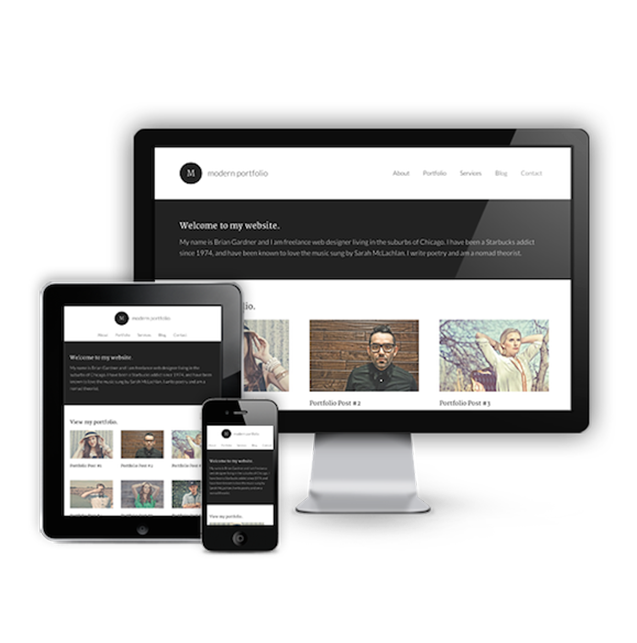 M modern portfolio
About Portfolio Services Blog Contact
Welcome to my website.
My name is Brian Gardner and I am freelance web designer living in the suburbs of Chicago. I have been a Starbucks addict
since 1974, and have been known to love the music sung by Sarah McLachlan. I write poetry and am a nomad theorist.
lio.
Portfolio Post #2 Portfolio Post #3
M modern portfolio
About Portfolio Services Blog Contact
Welcome to my website.
My name is Brian Gardner and I am freelance web designer living in the
suburbs of Chicago. I have been a Starbucks addict since 1974, and have been
known to love the music sung by Sarah McLachlan. I write poetry and am a
nomad theorist.
View my portfolio.
Portfolio Post #1 Portfolio Post #2 Portfolio Post #3
M modern portfolio
About Portfolio Services Blog Contact
Welcome to my website.
View my portfolio.